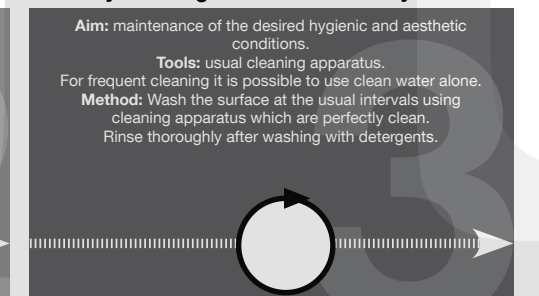 Aim: maintenance of the desired hygienic and aesthetic
conditions.
Tools: usual cleaning apparatus.
For frequent cleaning it is possible to use clean water alone.
Method: Wash the surface at the usual intervals using
cleaning apparatus which are perfectly clean.
Rinse thoroughly after washing with detergents.
3